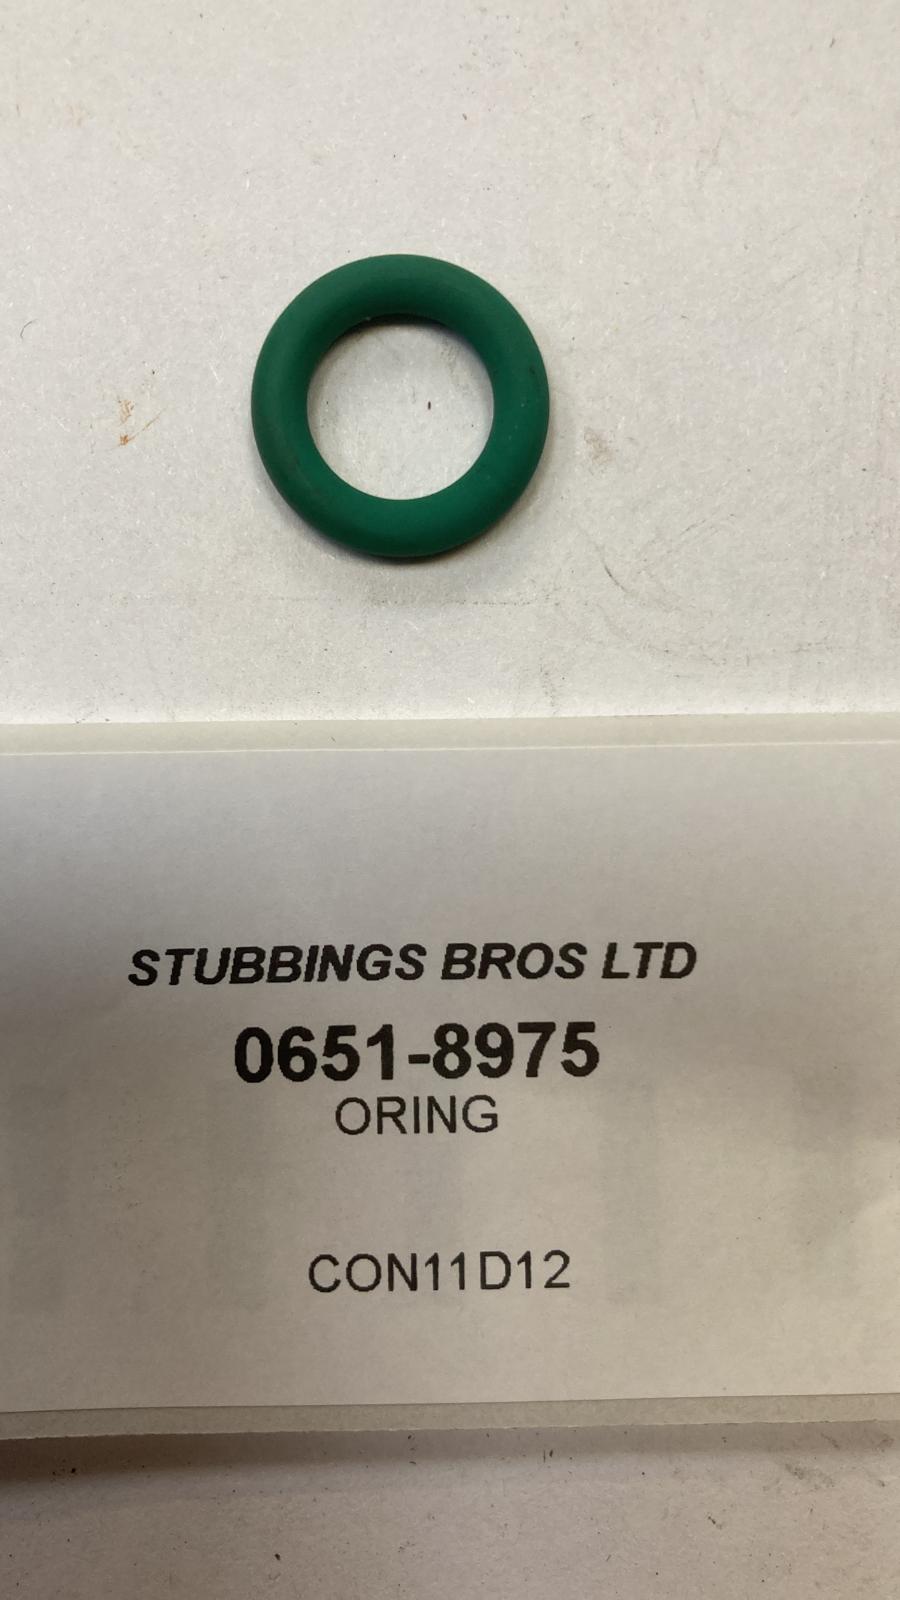 STUBBINGS BROS LTD
0651-8975
ORING
CON11D12